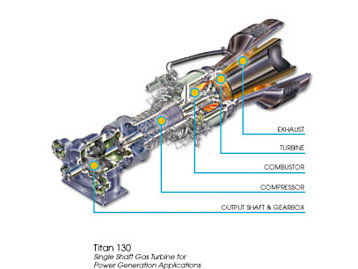 EXHAUST
TURBINE
COMBUSTOR
COMPRESSOR
OUTPUT SHAFT & GEARBOX
Titan 130
Single Shaft Gas Turbine for
Power Generation Applications